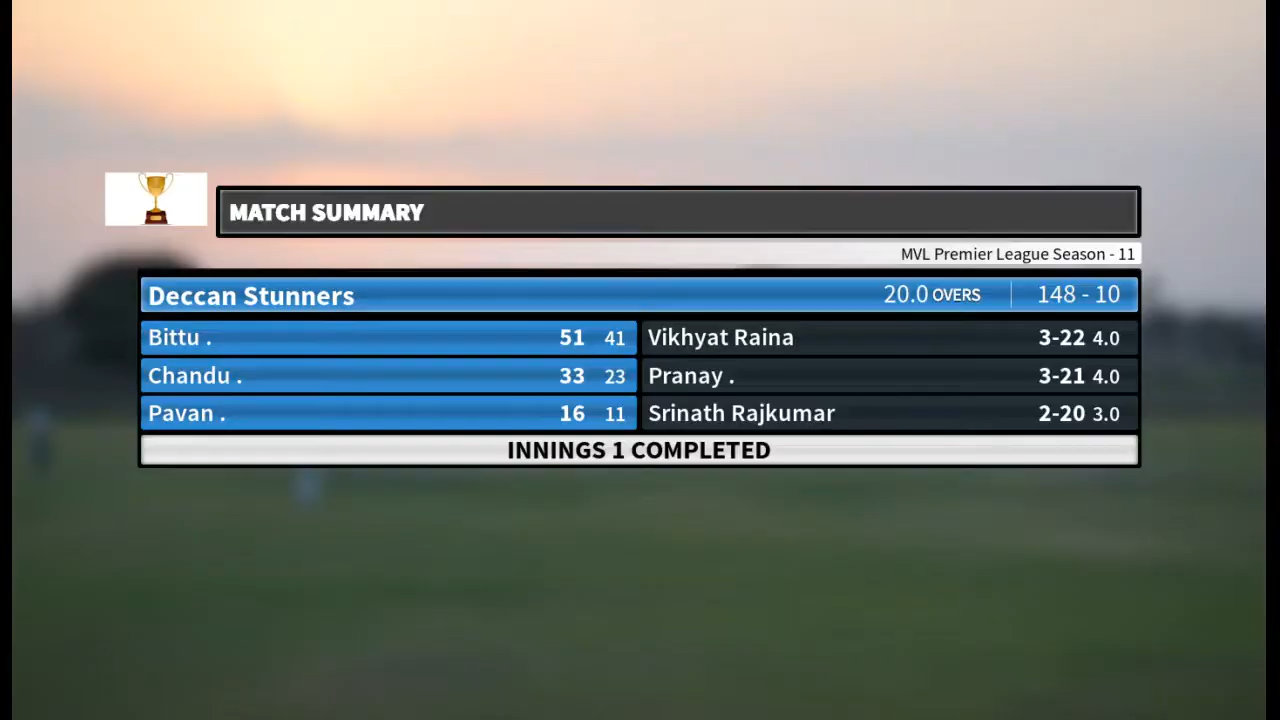 MATCH SUMMARY
MVL Premier League Season - 11
Deccan Stunners 20.0 OVERS 148 - 10
Bittu . 51 41 Vikhyat Raina 3-22 4.0
Chandu . 33 23 Pranay . 3-21 4.0
Pavan . 16 11 Srinath Rajkumar 2-20 3.0
INNINGS 1 COMPLETED